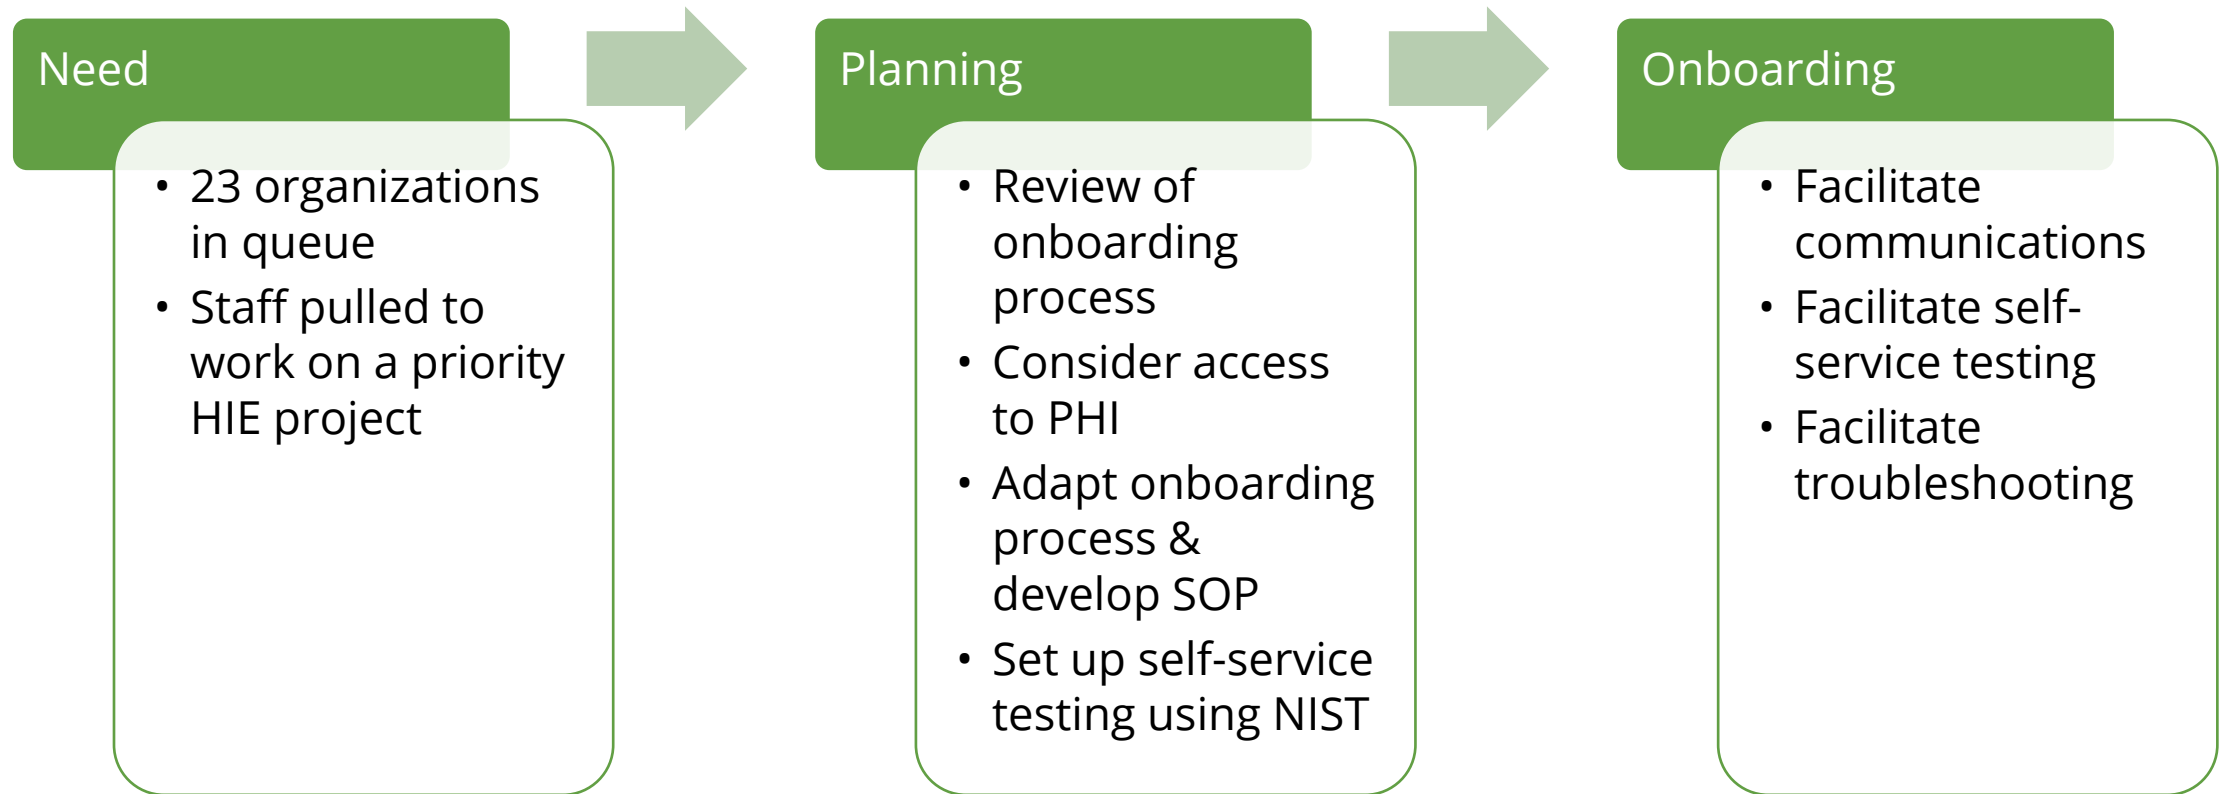 Need
• 23 organizations
in queue
• Staff pulled to
work on a priority
HIE project
Planning
• Review of
onboarding
process
• Consider access
to PHI
• Adapt onboarding
process &
develop SOP
• Set up self-service
testing using NIST
Onboarding
• Facilitate
communications
• Facilitate self-
service testing
• Facilitate
troubleshooting